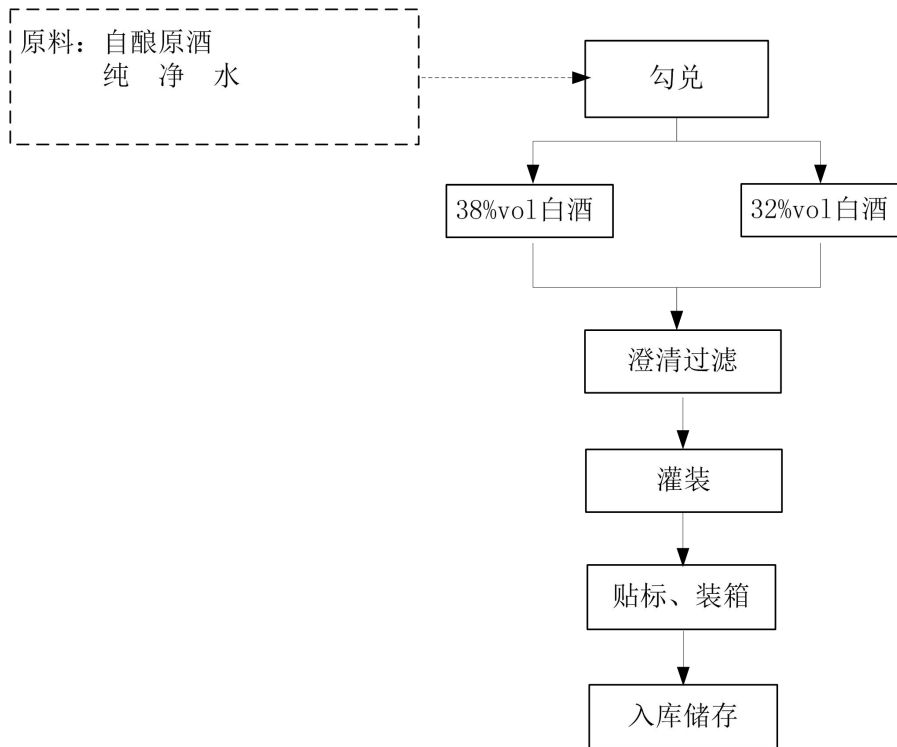 原料：自酿原酒
纯 净 水
勾兑
38%vol白酒
32%vol白酒
澄清过滤
灌装
贴标、装箱
入库储存